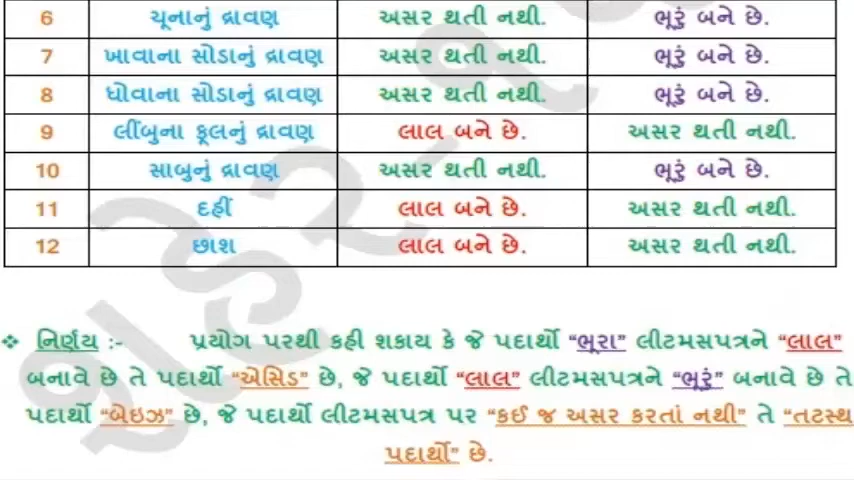 6 ચૂનાનું દ્રાવણ અસર થતી નથી. ભૂરું બને છે.
7 ખાવાના સોડાનું દ્રાવણ અસર થતી નથી. ભૂરું બને છે.
8 ધોવાના સોડાનું દ્રાવણ અસર થતી નથી. ભૂરું બને છે.
9 લીંબુના ફૂલનું દ્રાવણ લાલ બને છે. અસર થતી નથી.
10 સાબુનું દ્રાવણ અસર થતી નથી. ભૂરું બને છે.
11 દહીં લાલ બને છે. અસર થતી નથી.
12 છાશ લાલ બને છે. અસર થતી નથી.
❖ નિર્ણય :- પ્રયોગ પરથી કહી શકાય કે જે પદાર્થો “ભૂરા” લીટમસપત્રને “લાલ”
બનાવે છે તે પદાર્થો “એસિડ” છે, જે પદાર્થો “લાલ” લીટમસપત્રને “ભૂરું” બનાવે છે તે
પદાર્થો “બેઇઝ” છે, જે પદાર્થો લીટમસપત્ર પર “કઈ જ અસર કરતાં નથી” તે “તટસ્થ
પદાર્થો” છે.